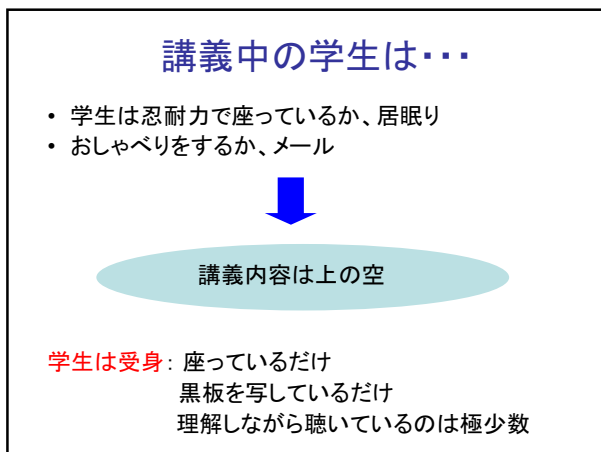 講義中の学生は・・・
• 学生は忍耐力で座っているか、居眠り
• おしゃべりをするか、メール
講義内容は上の空
学生は受身： 座っているだけ
黒板を写しているだけ
理解しながら聴いているのは極少数